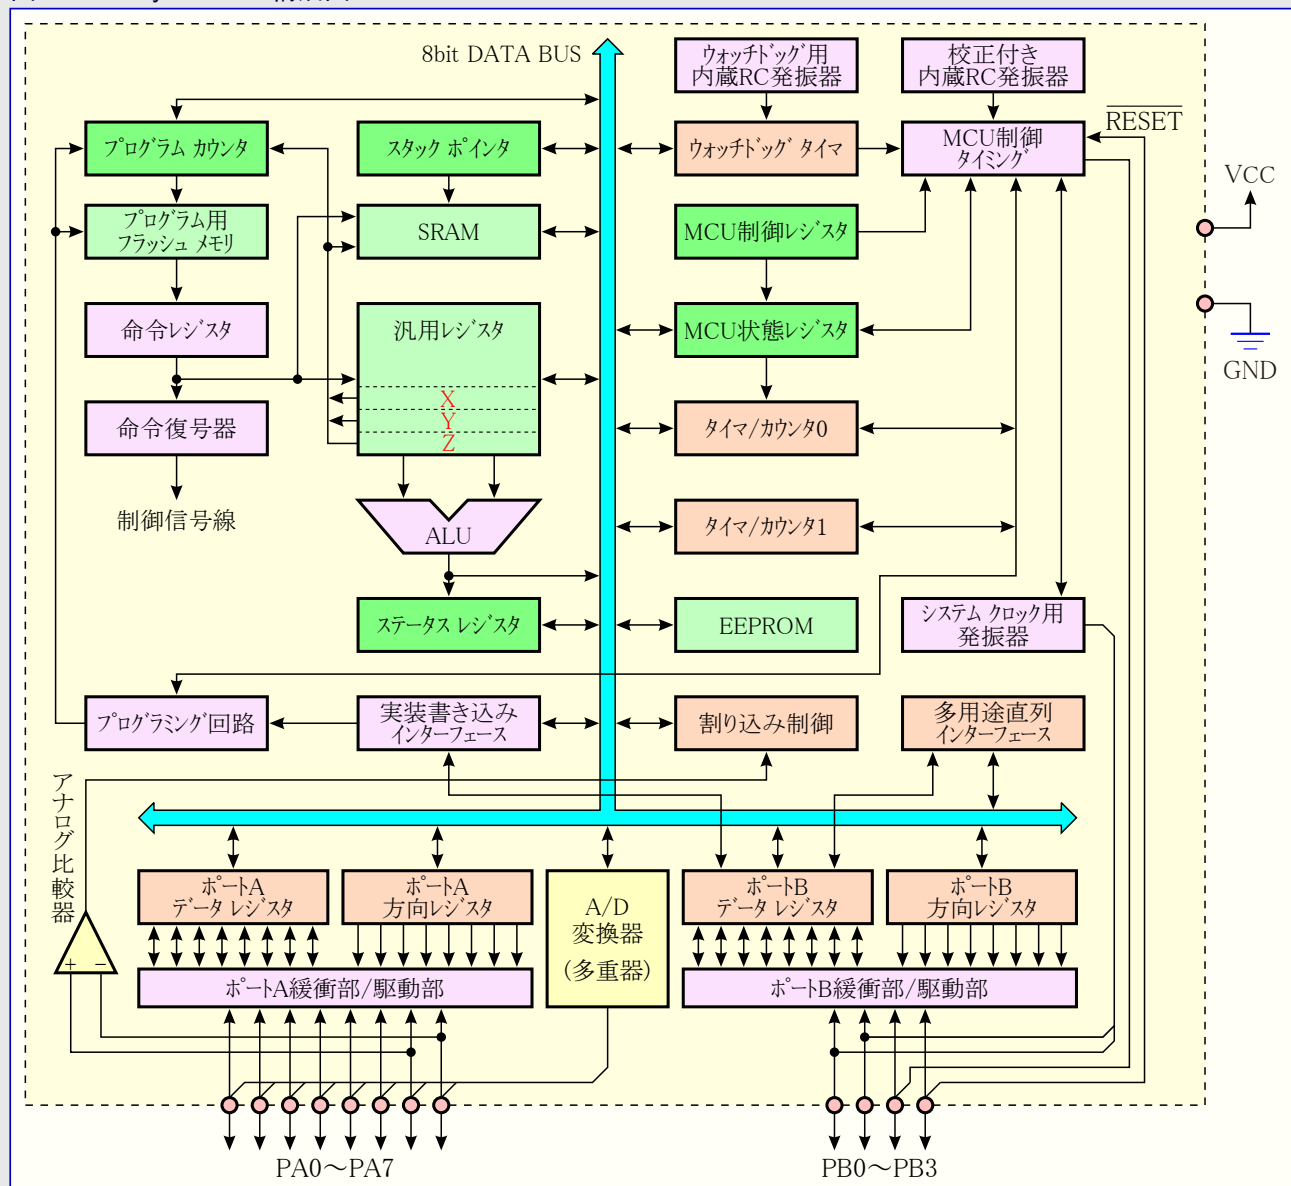 8bit DATA BUS
ウォッチドッグ用
内蔵RC発振器
校正付き
内蔵RC発振器
RESET
プログラム カウンタ
スタック ポインタ
ウォッチドッグ タイマ
MCU制御
タイミング
VCC
プログラム用
フラッシュ メモリ
SRAM
MCU制御レジスタ
命令レジスタ
汎用レジスタ
MCU状態レジスタ
GND
X
Y
Z
命令復号器
タイマ/カウンタ0
制御信号線
ALU
タイマ/カウンタ1
ステータス レジスタ
EEPROM
システム クロック用
発振器
プログラミング回路
実装書き込み
インターフェース
割り込み制御
多用途直列
インターフェース
アナログ比較器
ポートA
データ レジスタ
ポートA
方向レジスタ
A/D
変換器
(多重器)
ポートB
データ レジスタ
ポートB
方向レジスタ
+ −
ポートA緩衝部/駆動部
ポートB緩衝部/駆動部
PA0～PA7
PB0～PB3